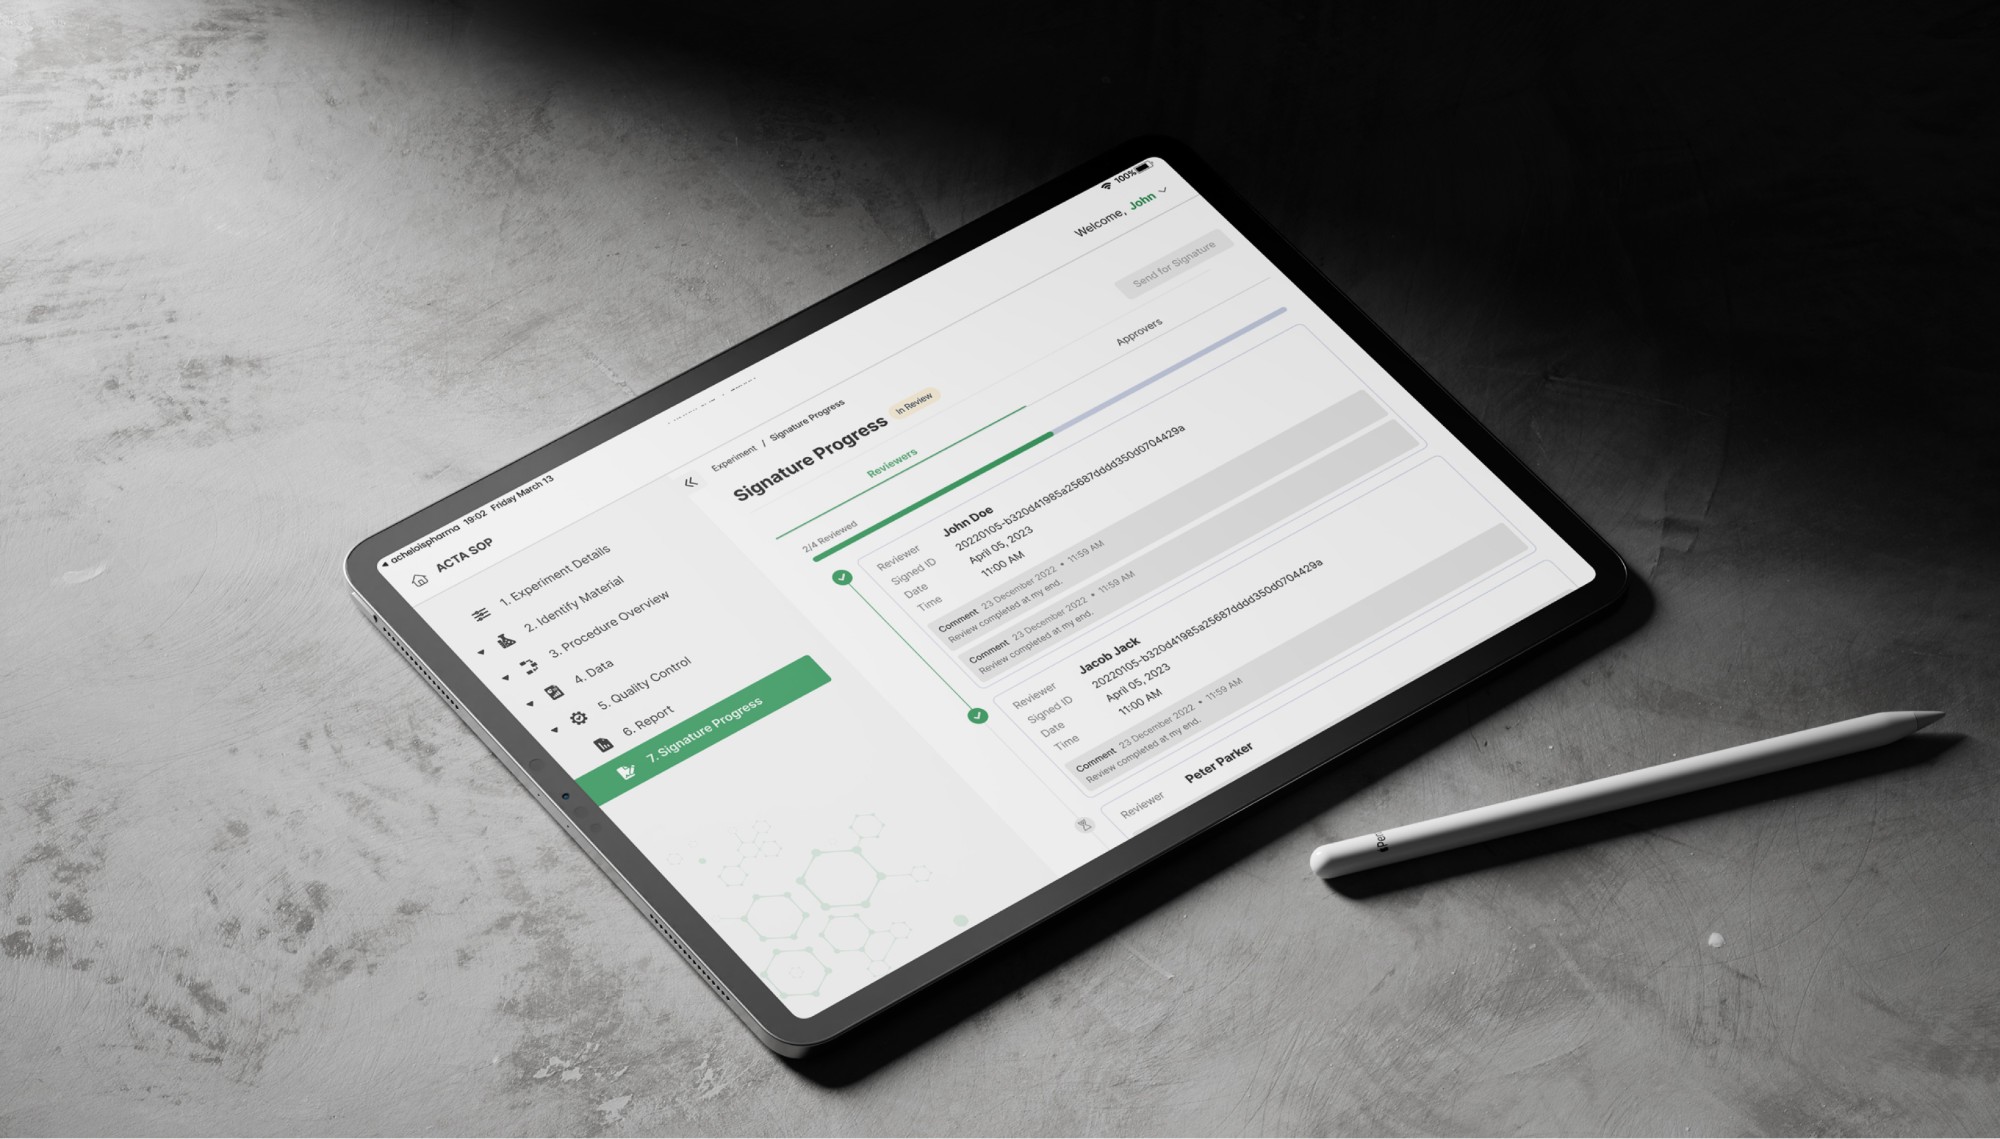 ◀ acheloispharma 19:02 Friday March 13
100%
ACTA SOP
Welcome, John
1. Experiment Details
2. Identify Material
3. Procedure Overview
4. Data
5. Quality Control
6. Report
7. Signature Progress
Experiment / Signature Progress
Signature Progress In Review
Send for Signature
Reviewers
Approvers
2/4 Reviewed
Reviewer John Doe
Signed ID 20220105-b320d41985a25687dddd350d0704429a
Date April 05, 2023
Time 11:00 AM
Comment 23 December 2022 • 11:59 AM
Review completed at my end.
Comment 23 December 2022 • 11:59 AM
Review completed at my end.
Reviewer Jacob Jack
Signed ID 20220105-b320d41985a25687dddd350d0704429a
Date April 05, 2023
Time 11:00 AM
Comment 23 December 2022 • 11:59 AM
Review completed at my end.
Reviewer Peter Parker